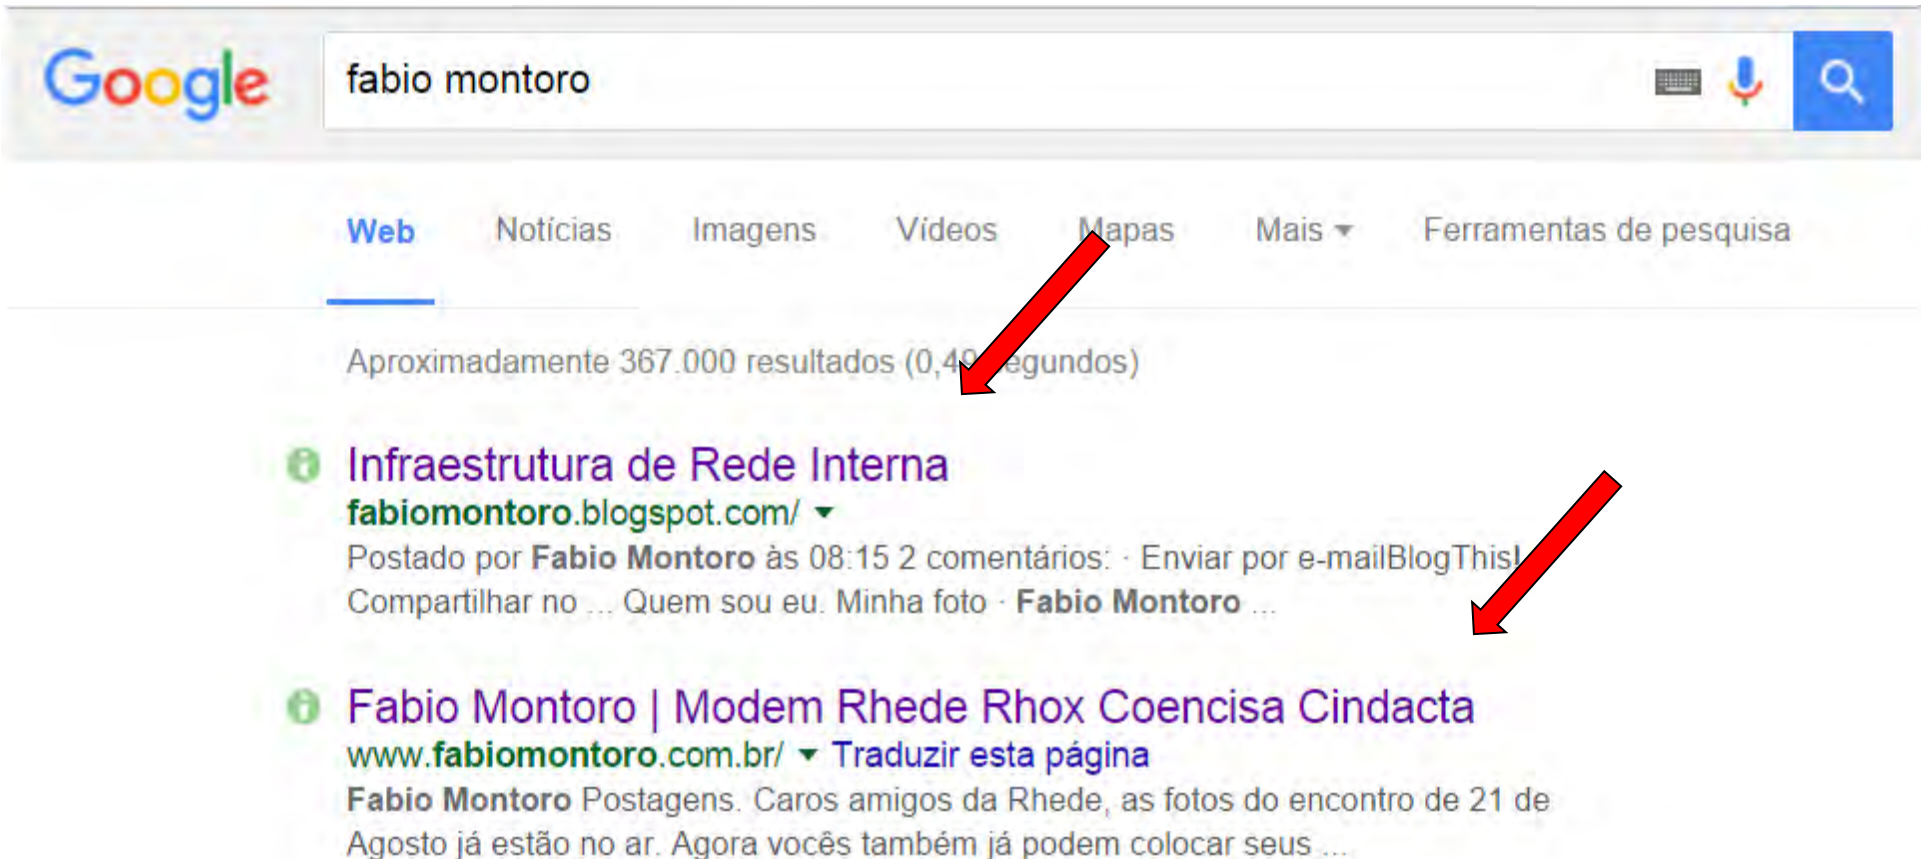 Google fabio montoro
Web Notícias Imagens Vídeos Mapas Mais Ferramentas de pesquisa
Aproximadamente 367.000 resultados (0,49 segundos)
Infraestrutura de Rede Interna
fabiomontoro.blogspot.com/
Postado por Fabio Montoro às 08:15 2 comentários: · Enviar por e-mailBlogThis!
Compartilhar no ... Quem sou eu. Minha foto · Fabio Montoro ...
Fabio Montoro | Modem Rhede Rhox Coencisa Cindacta
www.fabiomontoro.com.br/ Traduzir esta página
Fabio Montoro Postagens. Caros amigos da Rhede, as fotos do encontro de 21 de
Agosto já estão no ar. Agora vocês também já podem colocar seus ...